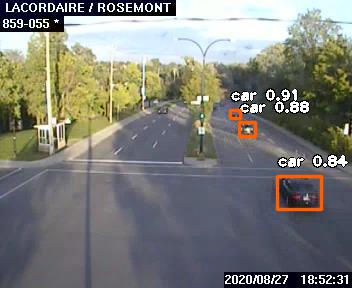 LACORDAIRE / ROSEMONT
859-055 *
car 0.91
car 0.88
car 0.84
2020/08/27 18:52:31